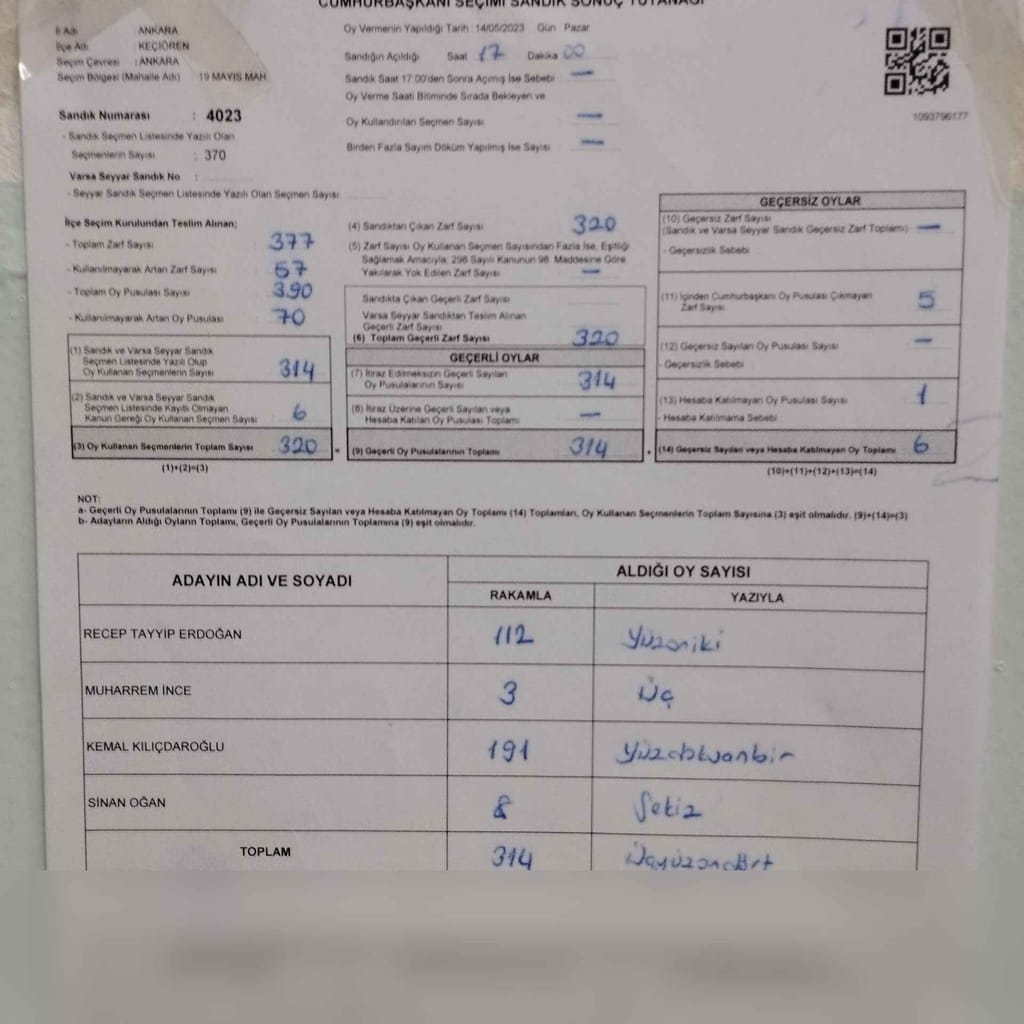 CUMHURBAŞKANI SEÇİMİ SANDIK SONUÇ TUTANAĞI
İl Adı ANKARA
İlçe Adı KEÇİÖREN
Seçim Çevresi : ANKARA
Seçim Bölgesi (Mahalle Adı) 19 MAYIS MAH
Oy Vermenin Yapıldığı Tarih : 14/05/2023 Gün Pazar
Sandığın Açıldığı Saat 17 Dakika 00
Sandık Saat 17:00'den Sonra Açımış İse Sebebi —
Oy Verme Saati Bitiminde Sırada Bekleyen ve
Oy Kullandırılan Seçmen Sayısı —
Birden Fazla Sayım Döküm Yapılmış İse Sayısı —
1093796177
Sandık Numarası : 4023
- Sandık Seçmen Listesinde Yazılı Olan
Seçmenlerin Sayısı : 370
Varsa Seyyar Sandık No :
- Seyyar Sandık Seçmen Listesinde Yazılı Olan Seçmen Sayısı
İlçe Seçim Kurulundan Teslim Alınan;
- Toplam Zarf Sayısı 377
- Kullanılmayarak Artan Zarf Sayısı 57
- Toplam Oy Pusulası Sayısı 390
- Kullanılmayarak Artan Oy Pusulası 70
(1) Sandık ve Varsa Seyyar Sandık
Seçmen Listesinde Yazılı Olup
Oy Kullanan Seçmenlerin Sayısı 314
(2) Sandık ve Varsa Seyyar Sandık
Seçmen Listesinde Kayıtlı Olmayan
Kanun Gereği Oy Kullanan Seçmen Sayısı 6
(3) Oy Kullanan Seçmenlerin Toplam Sayısı 320 =
(1)+(2)=(3)
(4) Sandıktan Çıkan Zarf Sayısı 320
(5) Zarf Sayısı Oy Kullanan Seçmen Sayısından Fazla İse, Eşitliği
Sağlamak Amacıyla; 298 Sayılı Kanunun 98. Maddesine Göre
Yakılarak Yok Edilen Zarf Sayısı —
Sandıkta Çıkan Geçerli Zarf Sayısı
Varsa Seyyar Sandıktan Teslim Alınan
Geçerli Zarf Sayısı
(6) Toplam Geçerli Zarf Sayısı 320
GEÇERLİ OYLAR
(7) İtiraz Edilmeksizin Geçerli Sayılan
Oy Pusulalarının Sayısı 314
(8) İtiraz Üzerine Geçerli Sayılan veya
Hesaba Katılan Oy Pusulası Toplamı —
(9) Geçerli Oy Pusulalarının Toplamı 314 +
GEÇERSİZ OYLAR
(10) Geçersiz Zarf Sayısı
(Sandık ve Varsa Seyyar Sandık Geçersiz Zarf Toplamı) —
- Geçersizlik Sebebi
(11) İçinden Cumhurbaşkanı Oy Pusulası Çıkmayan
Zarf Sayısı 5
(12) Geçersiz Sayılan Oy Pusulası Sayısı —
- Geçersizlik Sebebi
(13) Hesaba Katılmayan Oy Pusulası Sayısı 1
- Hesaba Katılmama Sebebi
(14) Geçersiz Sayılan veya Hesaba Katılmayan Oy Toplamı 6
(10)+(11)+(12)+(13)=(14)
NOT:
a- Geçerli Oy Pusulalarının Toplamı (9) ile Geçersiz Sayılan veya Hesaba Katılmayan Oy Toplamı (14) Toplamları, Oy Kullanan Seçmenlerin Toplam Sayısına (3) eşit olmalıdır. (9)+(14)=(3)
b- Adayların Aldığı Oyların Toplamı, Geçerli Oy Pusulalarının Toplamına (9) eşit olmalıdır.
ADAYIN ADI VE SOYADI ALDIĞI OY SAYISI
RAKAMLA YAZIYLA
RECEP TAYYİP ERDOĞAN 112 Yüzoniki
MUHARREM İNCE 3 Üç
KEMAL KILIÇDAROĞLU 191 Yüzdoksanbir
SİNAN OĞAN 8 Sekiz
TOPLAM 314 Üçyüzondört